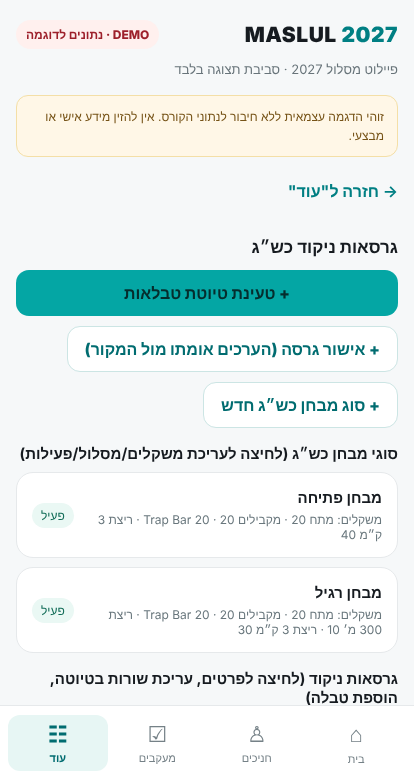 MASLUL 2027
DEMO · נתונים לדוגמה
פיילוט מסלול 2027 · סביבת תצוגה בלבד
זוהי הדגמה עצמאית ללא חיבור לנתוני הקורס. אין להזין מידע אישי או
מבצעי.
→ חזרה ל"עוד"
גרסאות ניקוד כש״ג
+ טעינת טיוטת טבלאות
+ אישור גרסה (הערכים אומתו מול המקור)
+ סוג מבחן כש״ג חדש
סוגי מבחן כש״ג (לחיצה לעריכת משקלים/מסלול/פעילות)
מבחן פתיחה
משקלים: מתח 20 · מקבילים 20 · Trap Bar 20 · ריצת 3
ק״מ 40
פעיל
מבחן רגיל
משקלים: מתח 20 · מקבילים 20 · Trap Bar 20 · ריצת
300 מ׳ 10 · ריצת 3 ק״מ 30
פעיל
גרסאות ניקוד (לחיצה לפרטים, עריכת שורות בטיוטה,
הוספת טבלה)
בית
חניכים
מעקבים
עוד